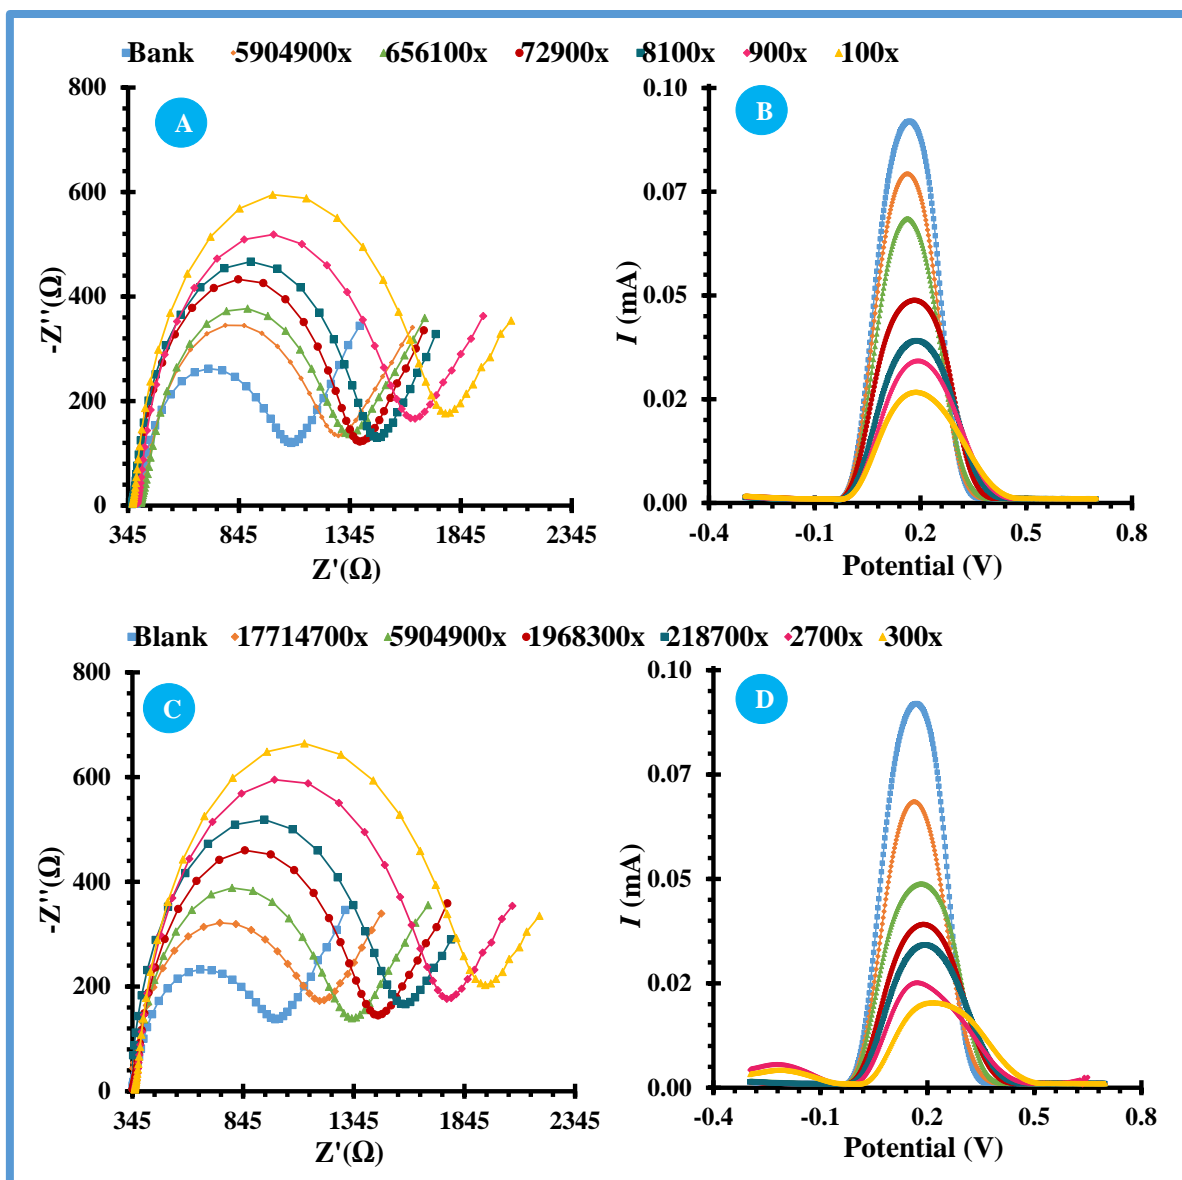 Bank 5904900x 656100x 72900x 8100x 900x 100x
A
800
600
400
200
0
-Z''(Ω)
345 845 1345 1845 2345
Z'(Ω)
B
0.10
0.07
0.05
0.02
0.00
I (mA)
-0.4 -0.1 0.2 0.5 0.8
Potential (V)
Blank 17714700x 5904900x 1968300x 218700x 2700x 300x
C
800
600
400
200
0
-Z''(Ω)
345 845 1345 1845 2345
Z'(Ω)
D
0.10
0.07
0.05
0.02
0.00
I (mA)
-0.4 -0.1 0.2 0.5 0.8
Potential (V)